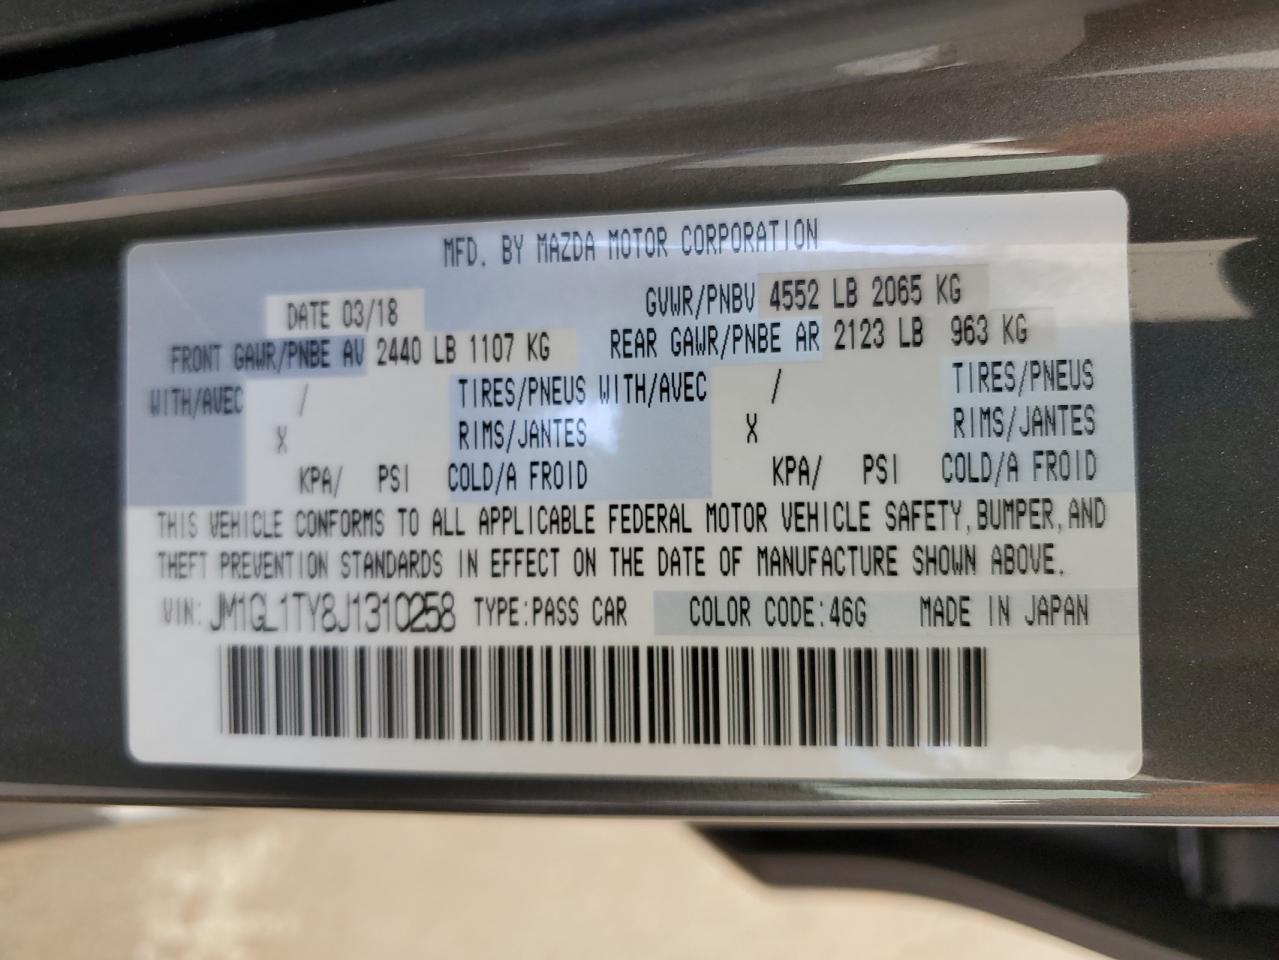 MFD. BY MAZDA MOTOR CORPORATION
DATE 03/18 GVWR/PNBV 4552 LB 2065 KG
FRONT GAWR/PNBE AV 2440 LB 1107 KG REAR GAWR/PNBE AR 2123 LB 963 KG
WITH/AVEC / TIRES/PNEUS WITH/AVEC / TIRES/PNEUS
X RIMS/JANTES X RIMS/JANTES
KPA/ PSI COLD/A FROID KPA/ PSI COLD/A FROID
THIS VEHICLE CONFORMS TO ALL APPLICABLE FEDERAL MOTOR VEHICLE SAFETY, BUMPER, AND
THEFT PREVENTION STANDARDS IN EFFECT ON THE DATE OF MANUFACTURE SHOWN ABOVE.
VIN: JM1GL1TY8J1310258 TYPE:PASS CAR COLOR CODE:46G MADE IN JAPAN